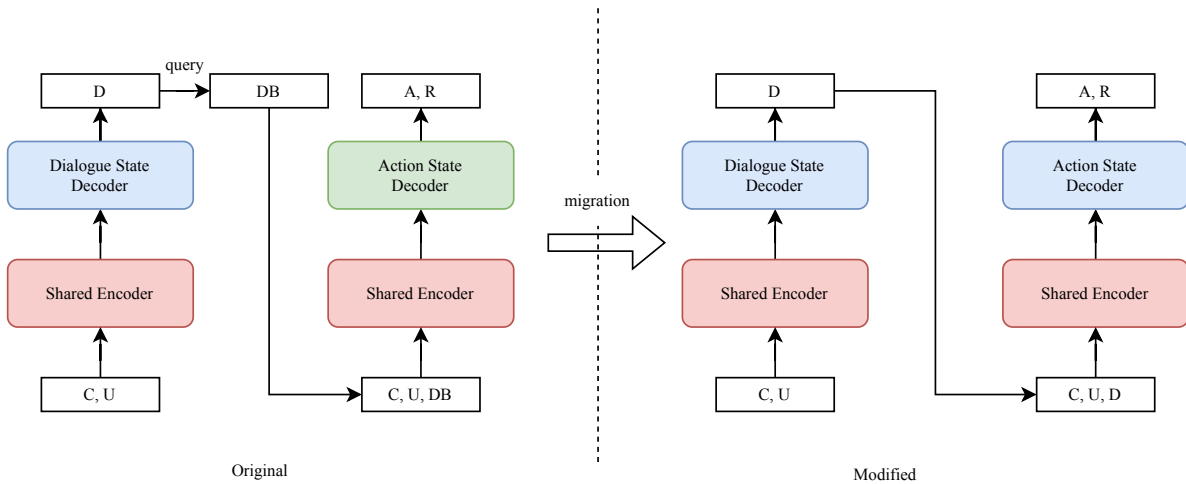 query
D
DB
A, R
Dialogue State
Decoder
Action State
Decoder
Shared Encoder
Shared Encoder
C, U
C, U, DB
Original
migration
D
A, R
Dialogue State
Decoder
Action State
Decoder
Shared Encoder
Shared Encoder
C, U
C, U, D
Modified